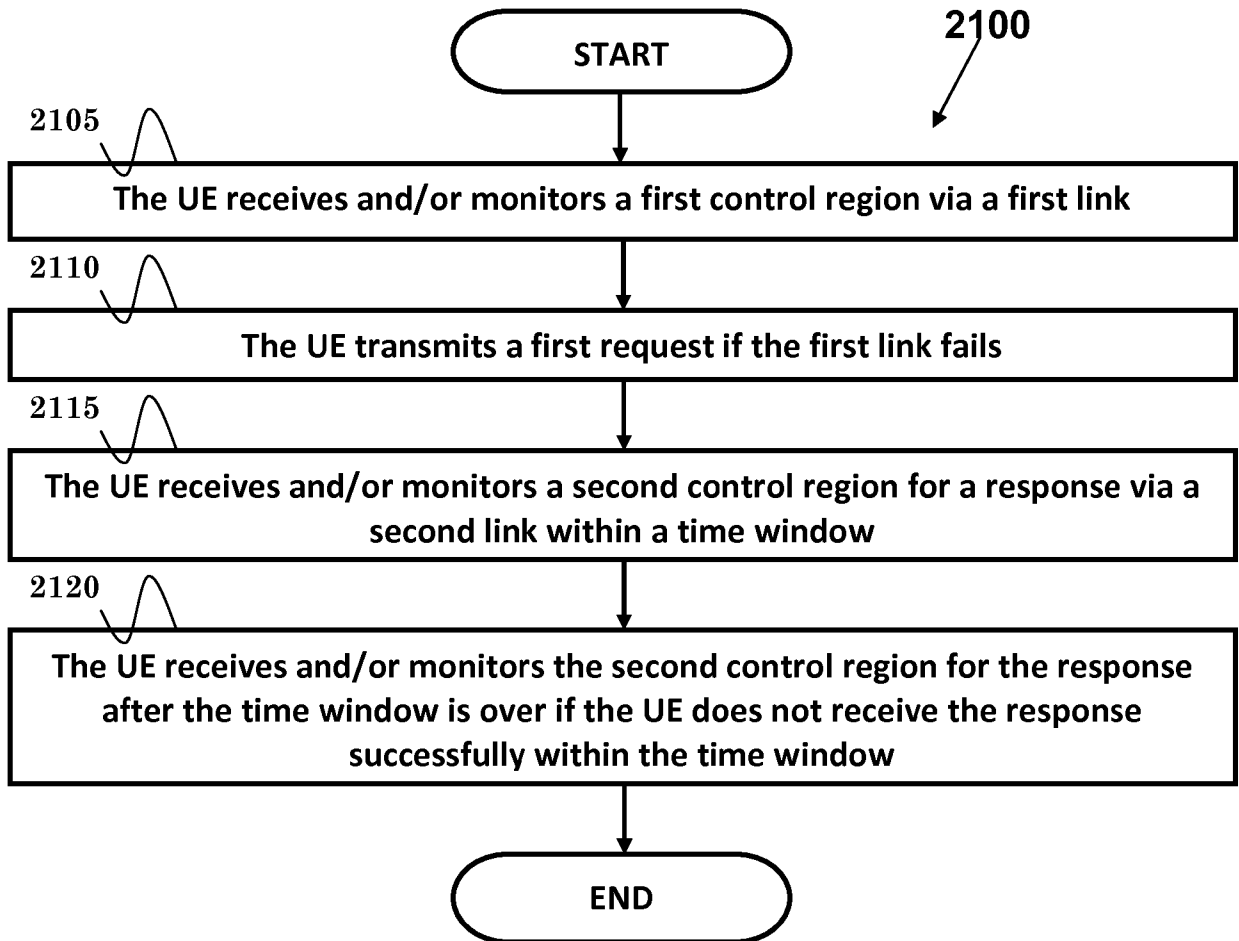 START
2100
2105
The UE receives and/or monitors a first control region via a first link
2110
The UE transmits a first request if the first link fails
2115
The UE receives and/or monitors a second control region for a response via a
second link within a time window
2120
The UE receives and/or monitors the second control region for the response
after the time window is over if the UE does not receive the response
successfully within the time window
END